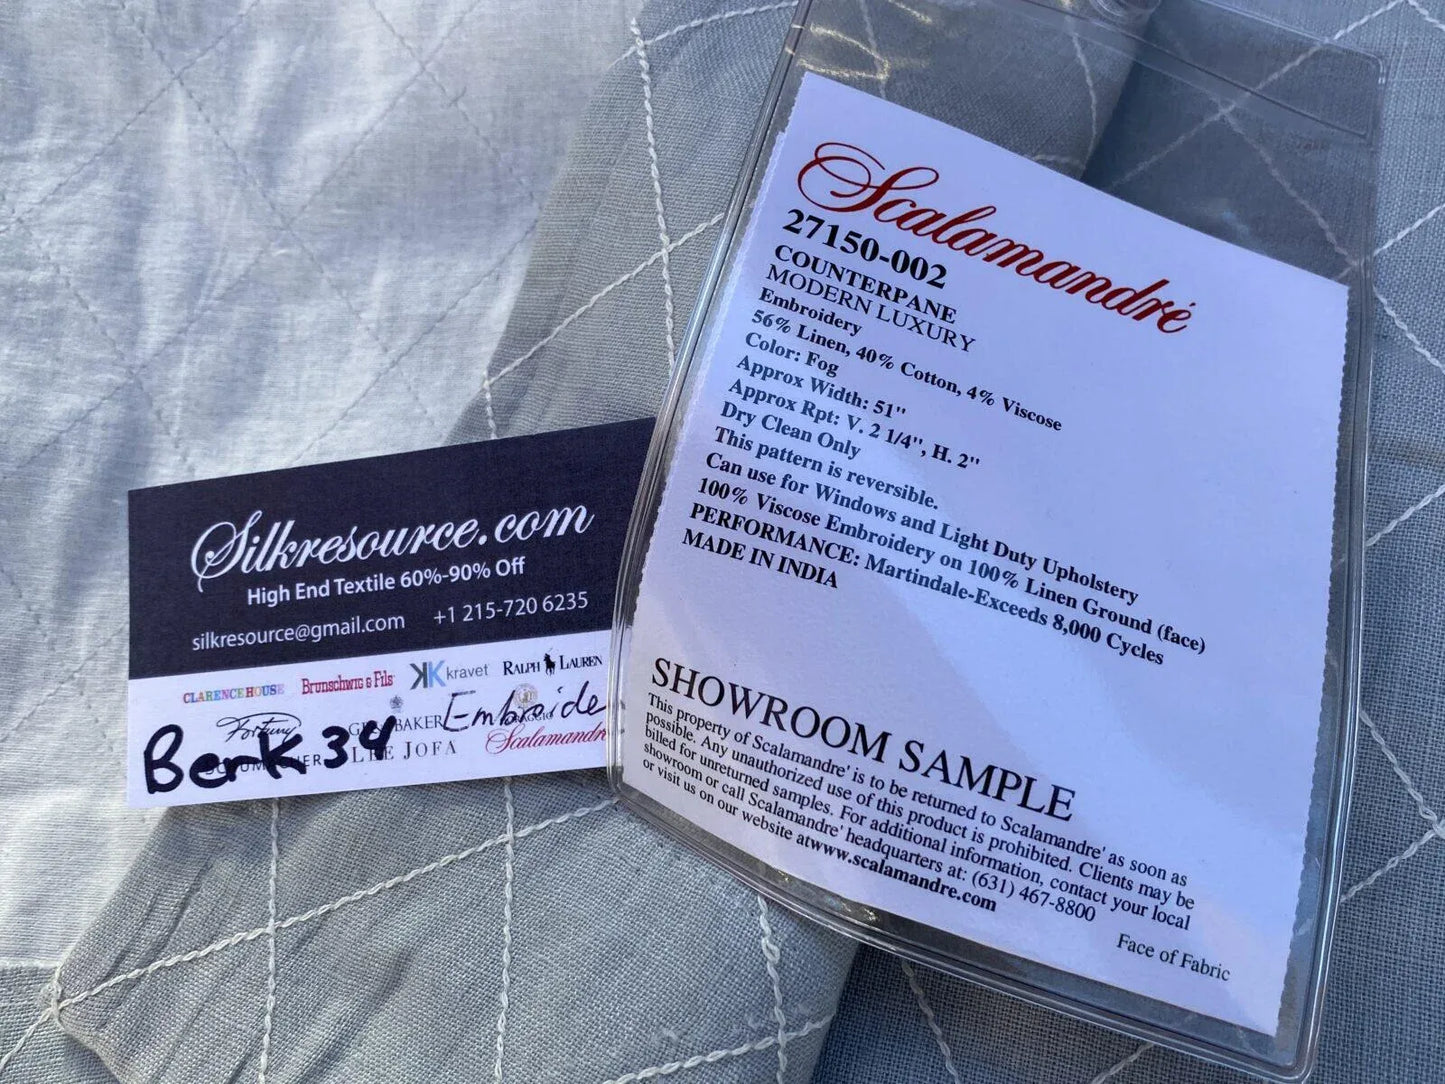 Silkresource.com
High End Textile 60%-90% Off
silkresource@gmail.com +1 215-720 6235
CLARENCE HOUSE Brunschwig & Fils kravet RALPH LAUREN
Fortuny BAKER Embroide
Berk 34 LEE JOFA Scalamandré
Scalamandré
27150-002
COUNTERPANE
MODERN LUXURY
Embroidery
56% Linen, 40% Cotton, 4% Viscose
Color: Fog
Approx Width: 51"
Approx Rpt: V. 2 1/4", H. 2"
Dry Clean Only
This pattern is reversible.
Can use for Windows and Light Duty Upholstery
100% Viscose Embroidery on 100% Linen Ground (face)
PERFORMANCE: Martindale-Exceeds 8,000 Cycles
MADE IN INDIA
SHOWROOM SAMPLE
This property of Scalamandre' is to be returned to Scalamandre' as soon as
possible. Any unauthorized use of this product is prohibited. Clients may be
billed for unreturned samples. For additional information, contact your local
showroom or call Scalamandre' headquarters at: (631) 467-8800
or visit us on our website atwww.scalamandre.com
Face of Fabric